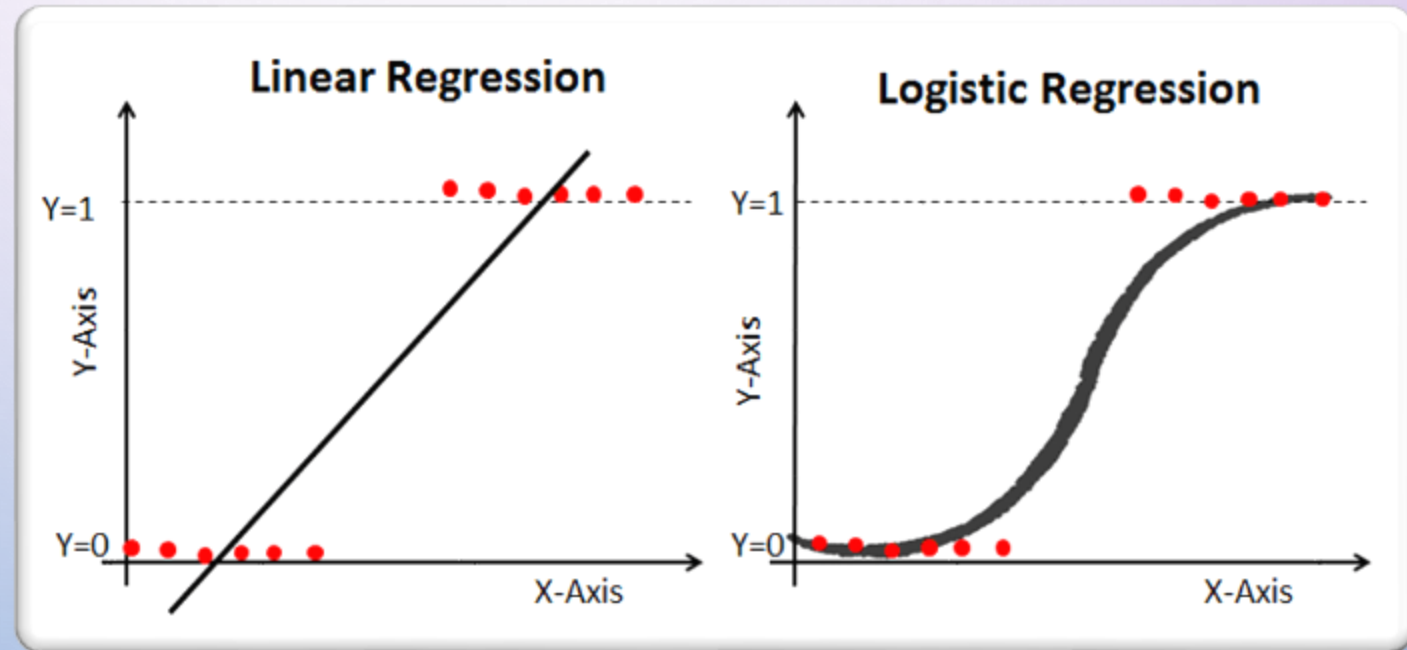 Linear Regression
Y=1
Y-Axis
Y=0
X-Axis
Logistic Regression
Y=1
Y-Axis
Y=0
X-Axis